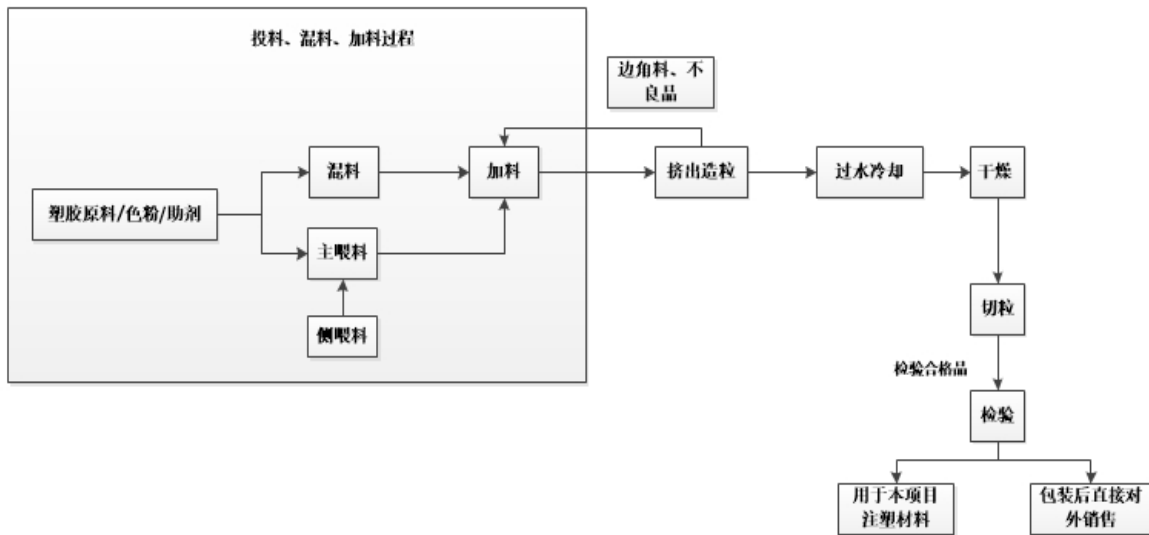 投料、混料、加料过程
边角料、不
良品
混料
加料
挤出造粒
过水冷却
干燥
塑胶原料/色粉/助剂
主喂料
侧喂料
切粒
检验合格品
检验
用于本项目
注塑材料
包装后直接对
外销售